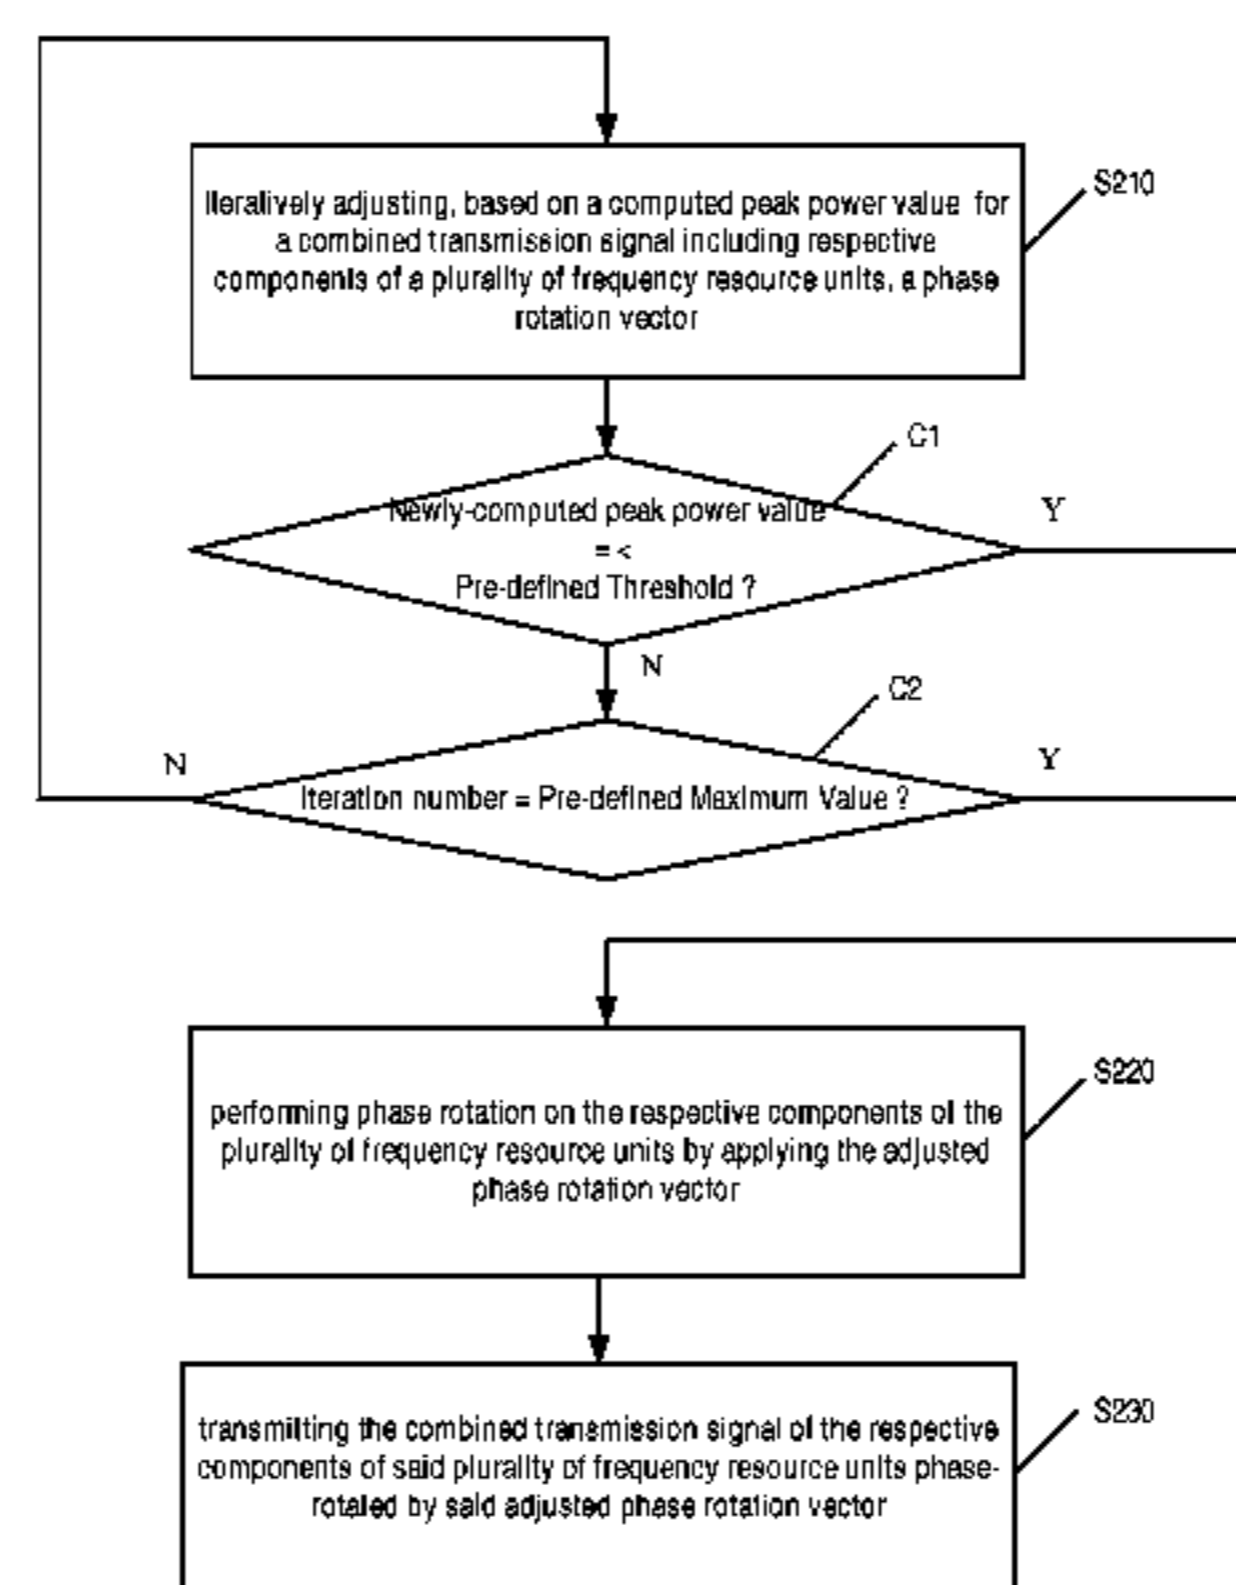 Iteratively adjusting, based on a computed peak power value for
S210
a combined transmission signal including respective
components of a plurality of frequency resource units, a phase
rotation vector
C1
Newly-computed peak power value
Y
= <
Pre-defined Threshold ?
N
C2
N
Y
Iteration number = Pre-defined Maximum Value ?
S220
performing phase rotation on the respective components of the
plurality of frequency resource units by applying the adjusted
phase rotation vector
S230
transmitting the combined transmission signal of the respective
components of said plurality of frequency resource units phase-
rotated by said adjusted phase rotation vector